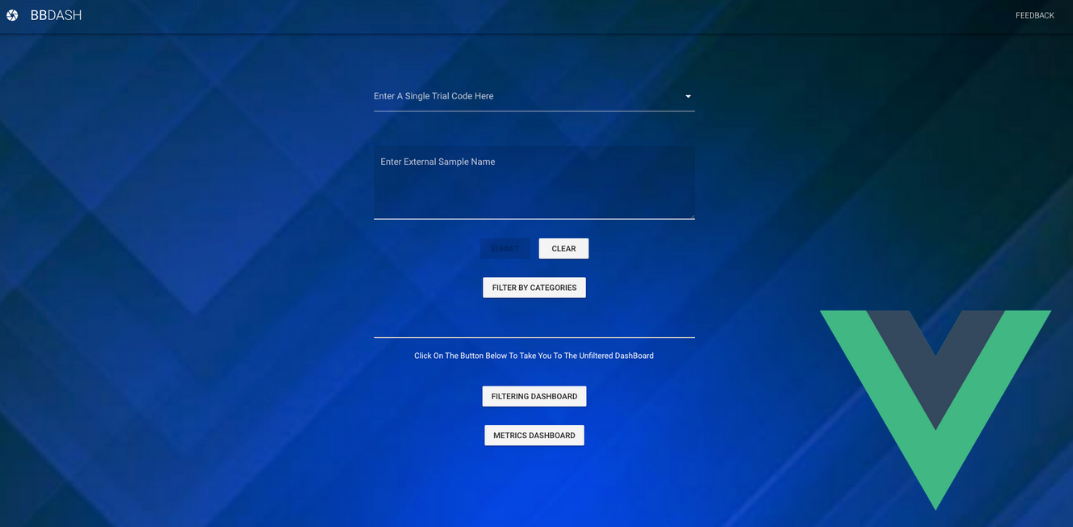 BBDASH
FEEDBACK
Enter A Single Trial Code Here
Enter External Sample Name
SUBMIT
CLEAR
FILTER BY CATEGORIES
Click On The Button Below To Take You To The Unfiltered DashBoard
FILTERING DASHBOARD
METRICS DASHBOARD